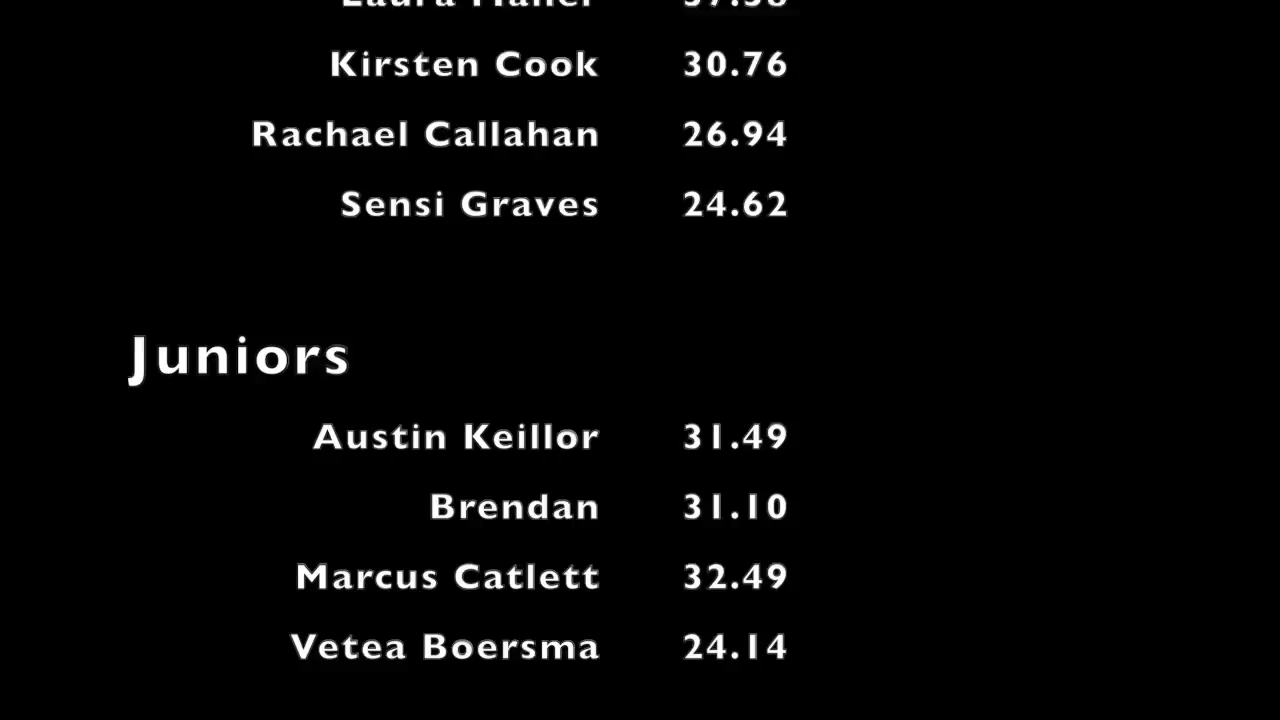 Laura
Kirsten Cook 30.76
Rachael Callahan 26.94
Sensi Graves 24.62
Juniors
Austin Keillor 31.49
Brendan 31.10
Marcus Catlett 32.49
Vetea Boersma 24.14